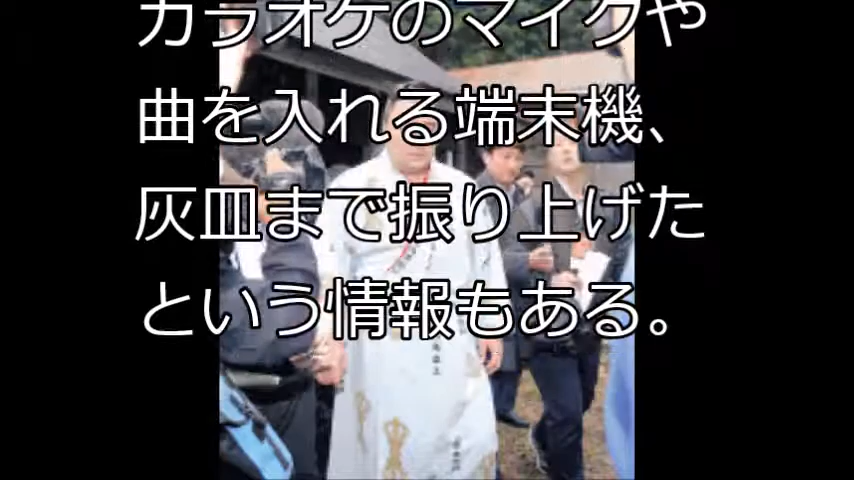 カラオケのマイクや
曲を入れる端末機、
灰皿まで振り上げた
という情報もある。